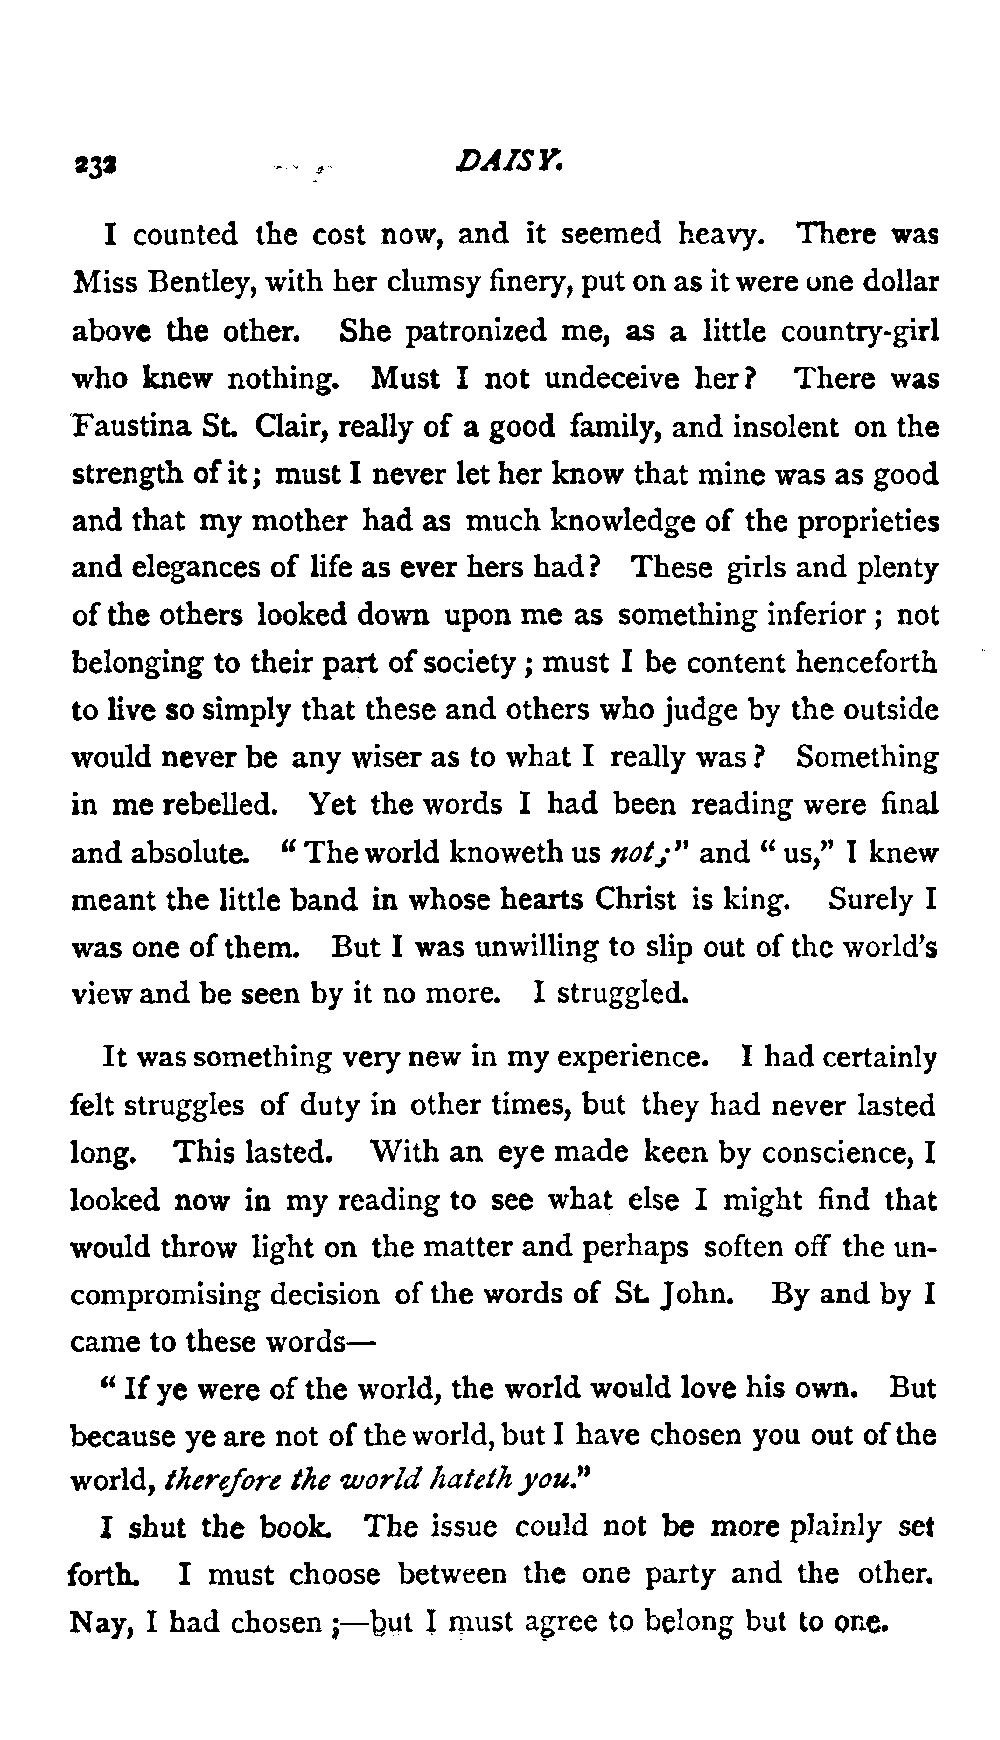 232 DAISY.
I counted the cost now, and it seemed heavy. There was
Miss Bentley, with her clumsy finery, put on as it were one dollar
above the other. She patronized me, as a little country-girl
who knew nothing. Must I not undeceive her? There was
Faustina St. Clair, really of a good family, and insolent on the
strength of it; must I never let her know that mine was as good
and that my mother had as much knowledge of the proprieties
and elegances of life as ever hers had? These girls and plenty
of the others looked down upon me as something inferior; not
belonging to their part of society; must I be content henceforth
to live so simply that these and others who judge by the outside
would never be any wiser as to what I really was? Something
in me rebelled. Yet the words I had been reading were final
and absolute. "The world knoweth us not;" and "us," I knew
meant the little band in whose hearts Christ is king. Surely I
was one of them. But I was unwilling to slip out of the world's
view and be seen by it no more. I struggled.
It was something very new in my experience. I had certainly
felt struggles of duty in other times, but they had never lasted
long. This lasted. With an eye made keen by conscience, I
looked now in my reading to see what else I might find that
would throw light on the matter and perhaps soften off the un-
compromising decision of the words of St. John. By and by I
came to these words—
"If ye were of the world, the world would love his own. But
because ye are not of the world, but I have chosen you out of the
world, therefore the world hateth you."
I shut the book. The issue could not be more plainly set
forth. I must choose between the one party and the other.
Nay, I had chosen;—but I must agree to belong but to one.